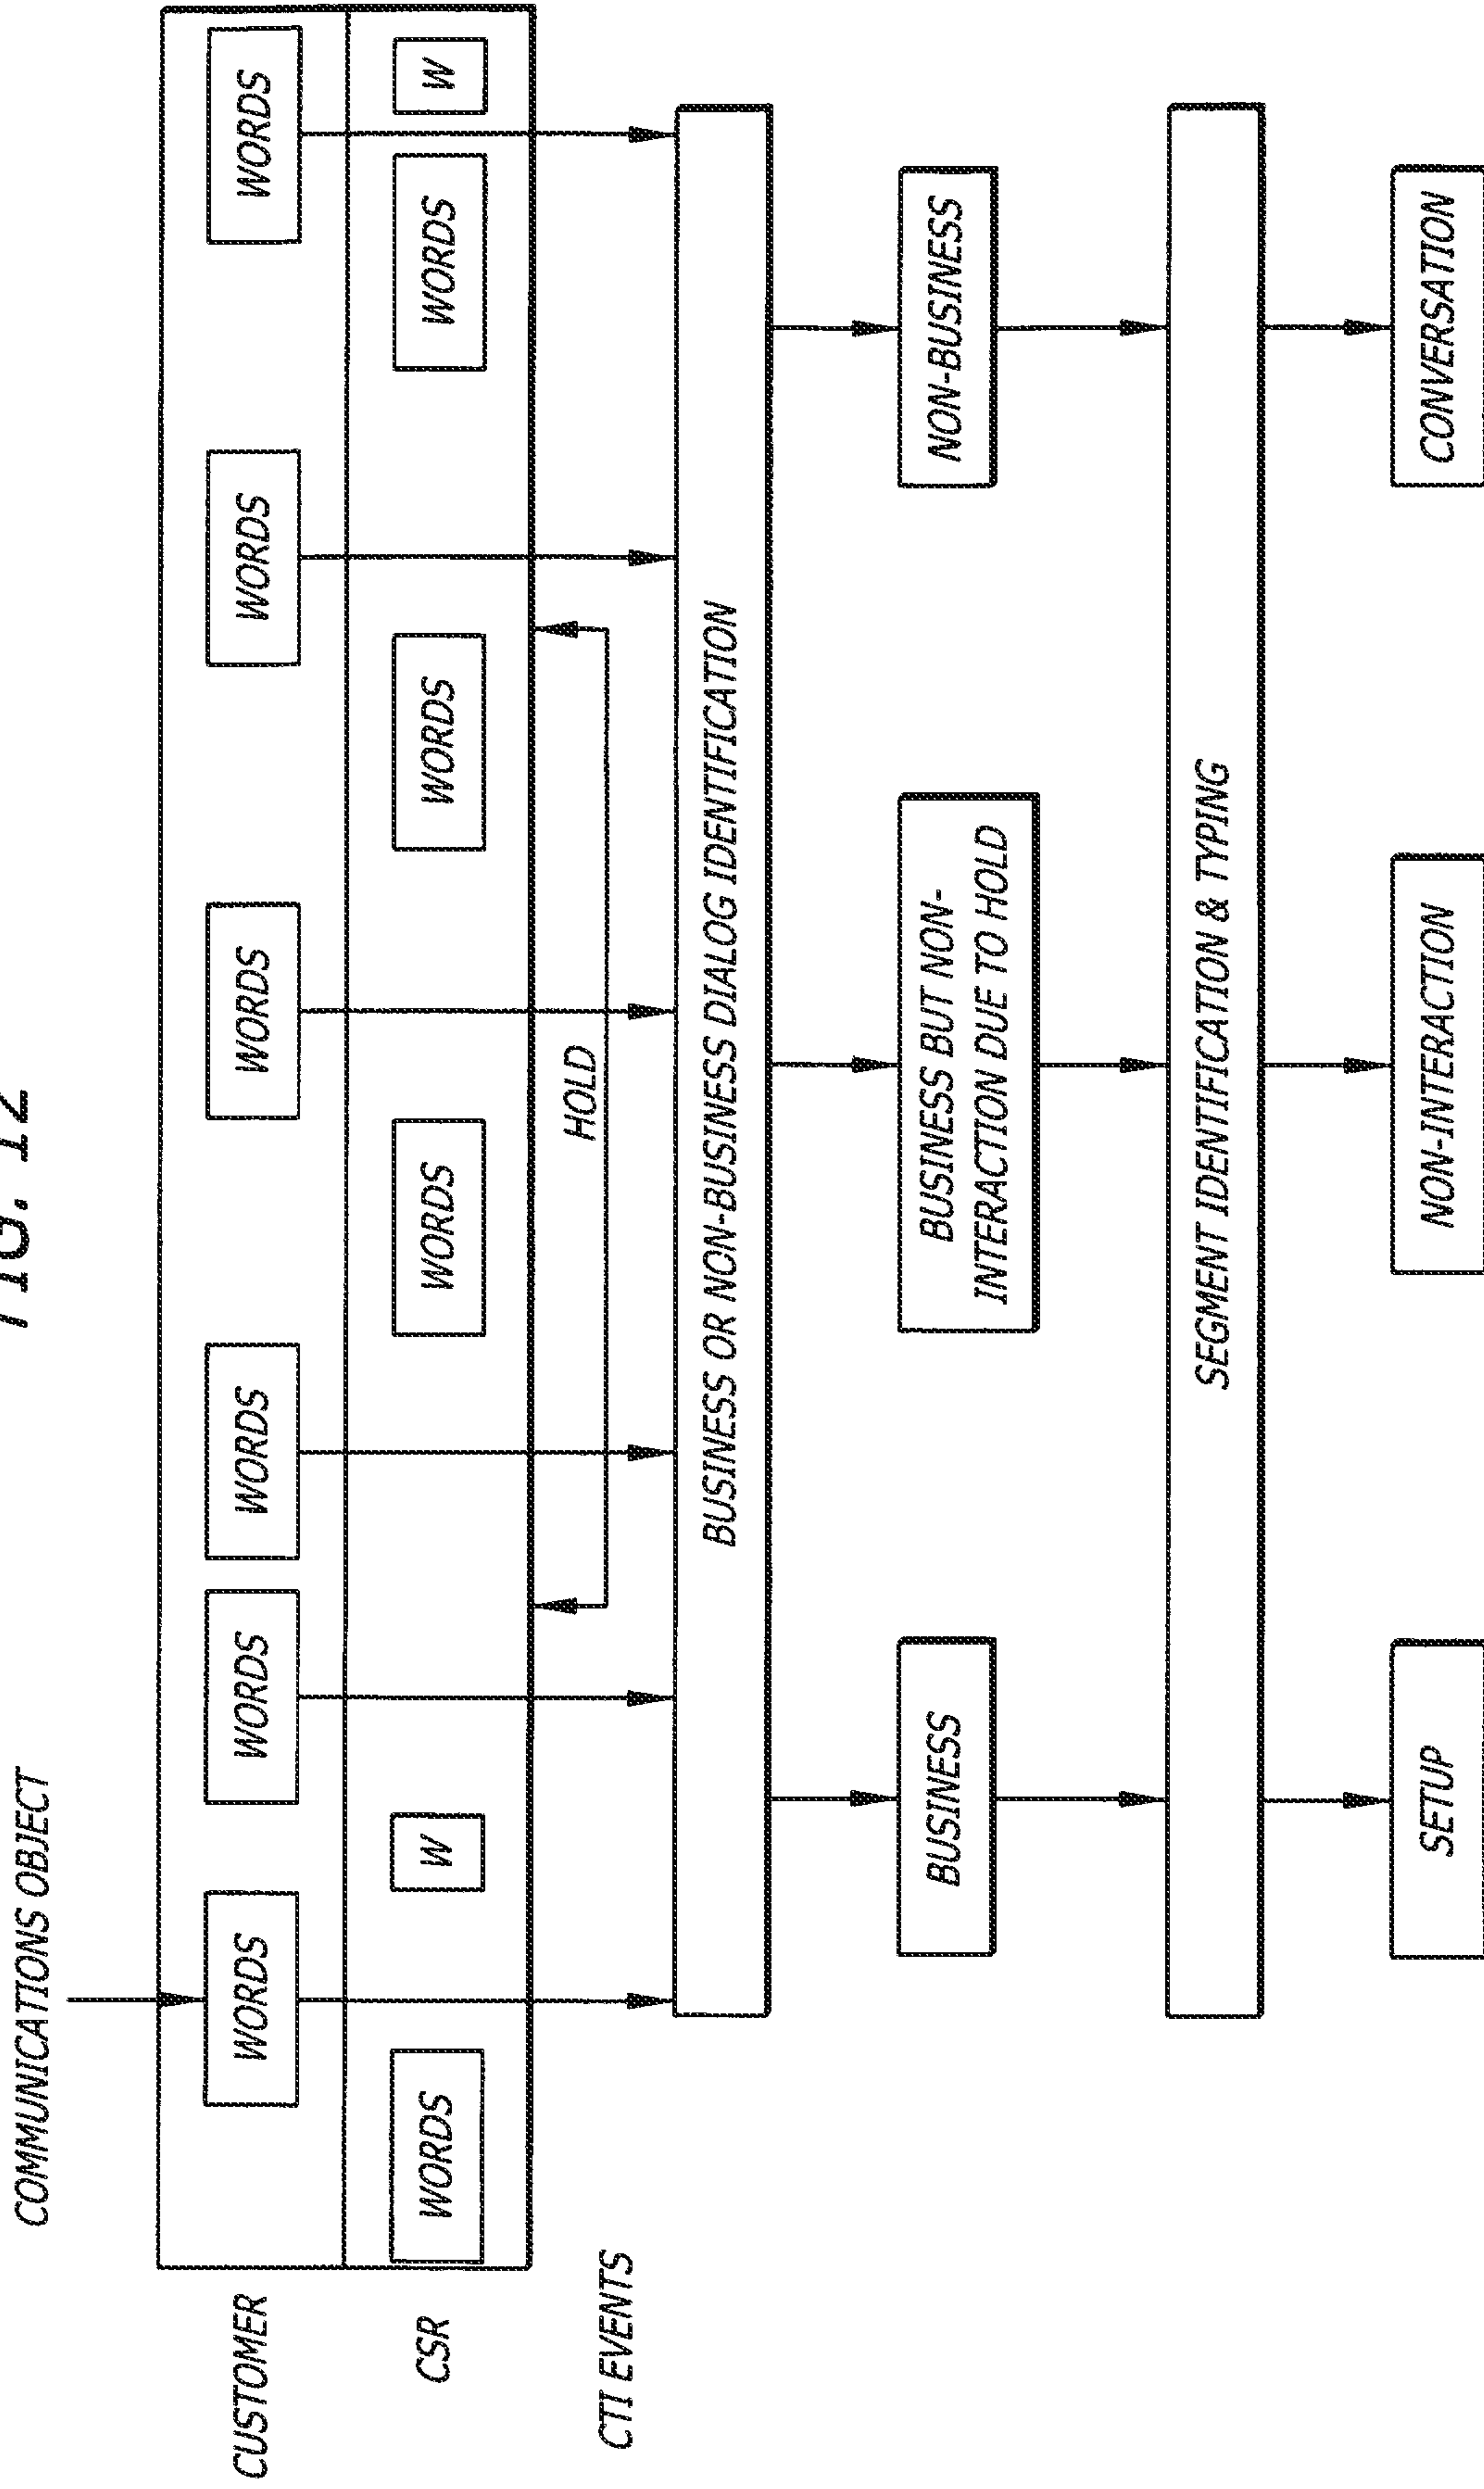 FIG. 12
COMMUNICATIONS OBJECT
CUSTOMER
WORDS
WORDS
WORDS
WORDS
WORDS
WORDS
CSR
WORDS
W
WORDS
WORDS
WORDS
W
HOLD
CTI EVENTS
BUSINESS OR NON-BUSINESS DIALOG IDENTIFICATION
BUSINESS
BUSINESS BUT NON-
INTERACTION DUE TO HOLD
NON-BUSINESS
SEGMENT IDENTIFICATION & TYPING
SETUP
NON-INTERACTION
CONVERSATION